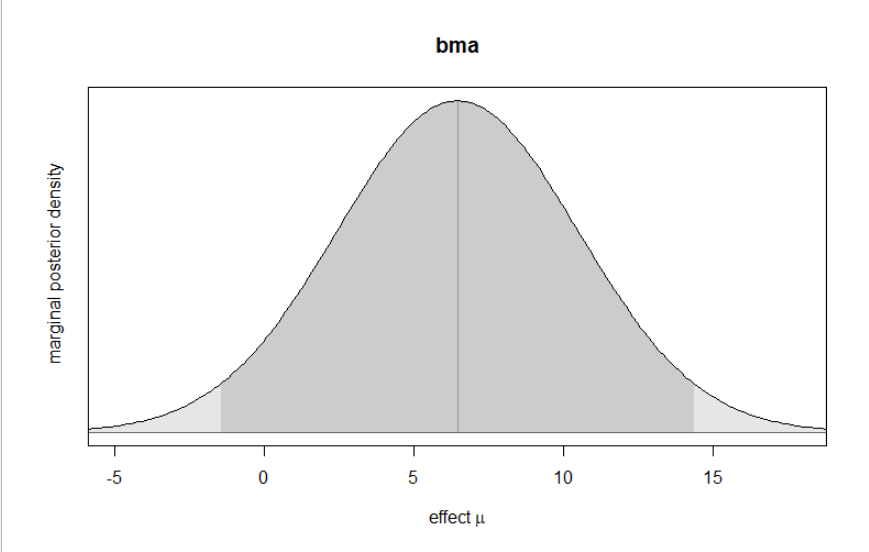 bma
marginal posterior density
-5 0 5 10 15
effect μ